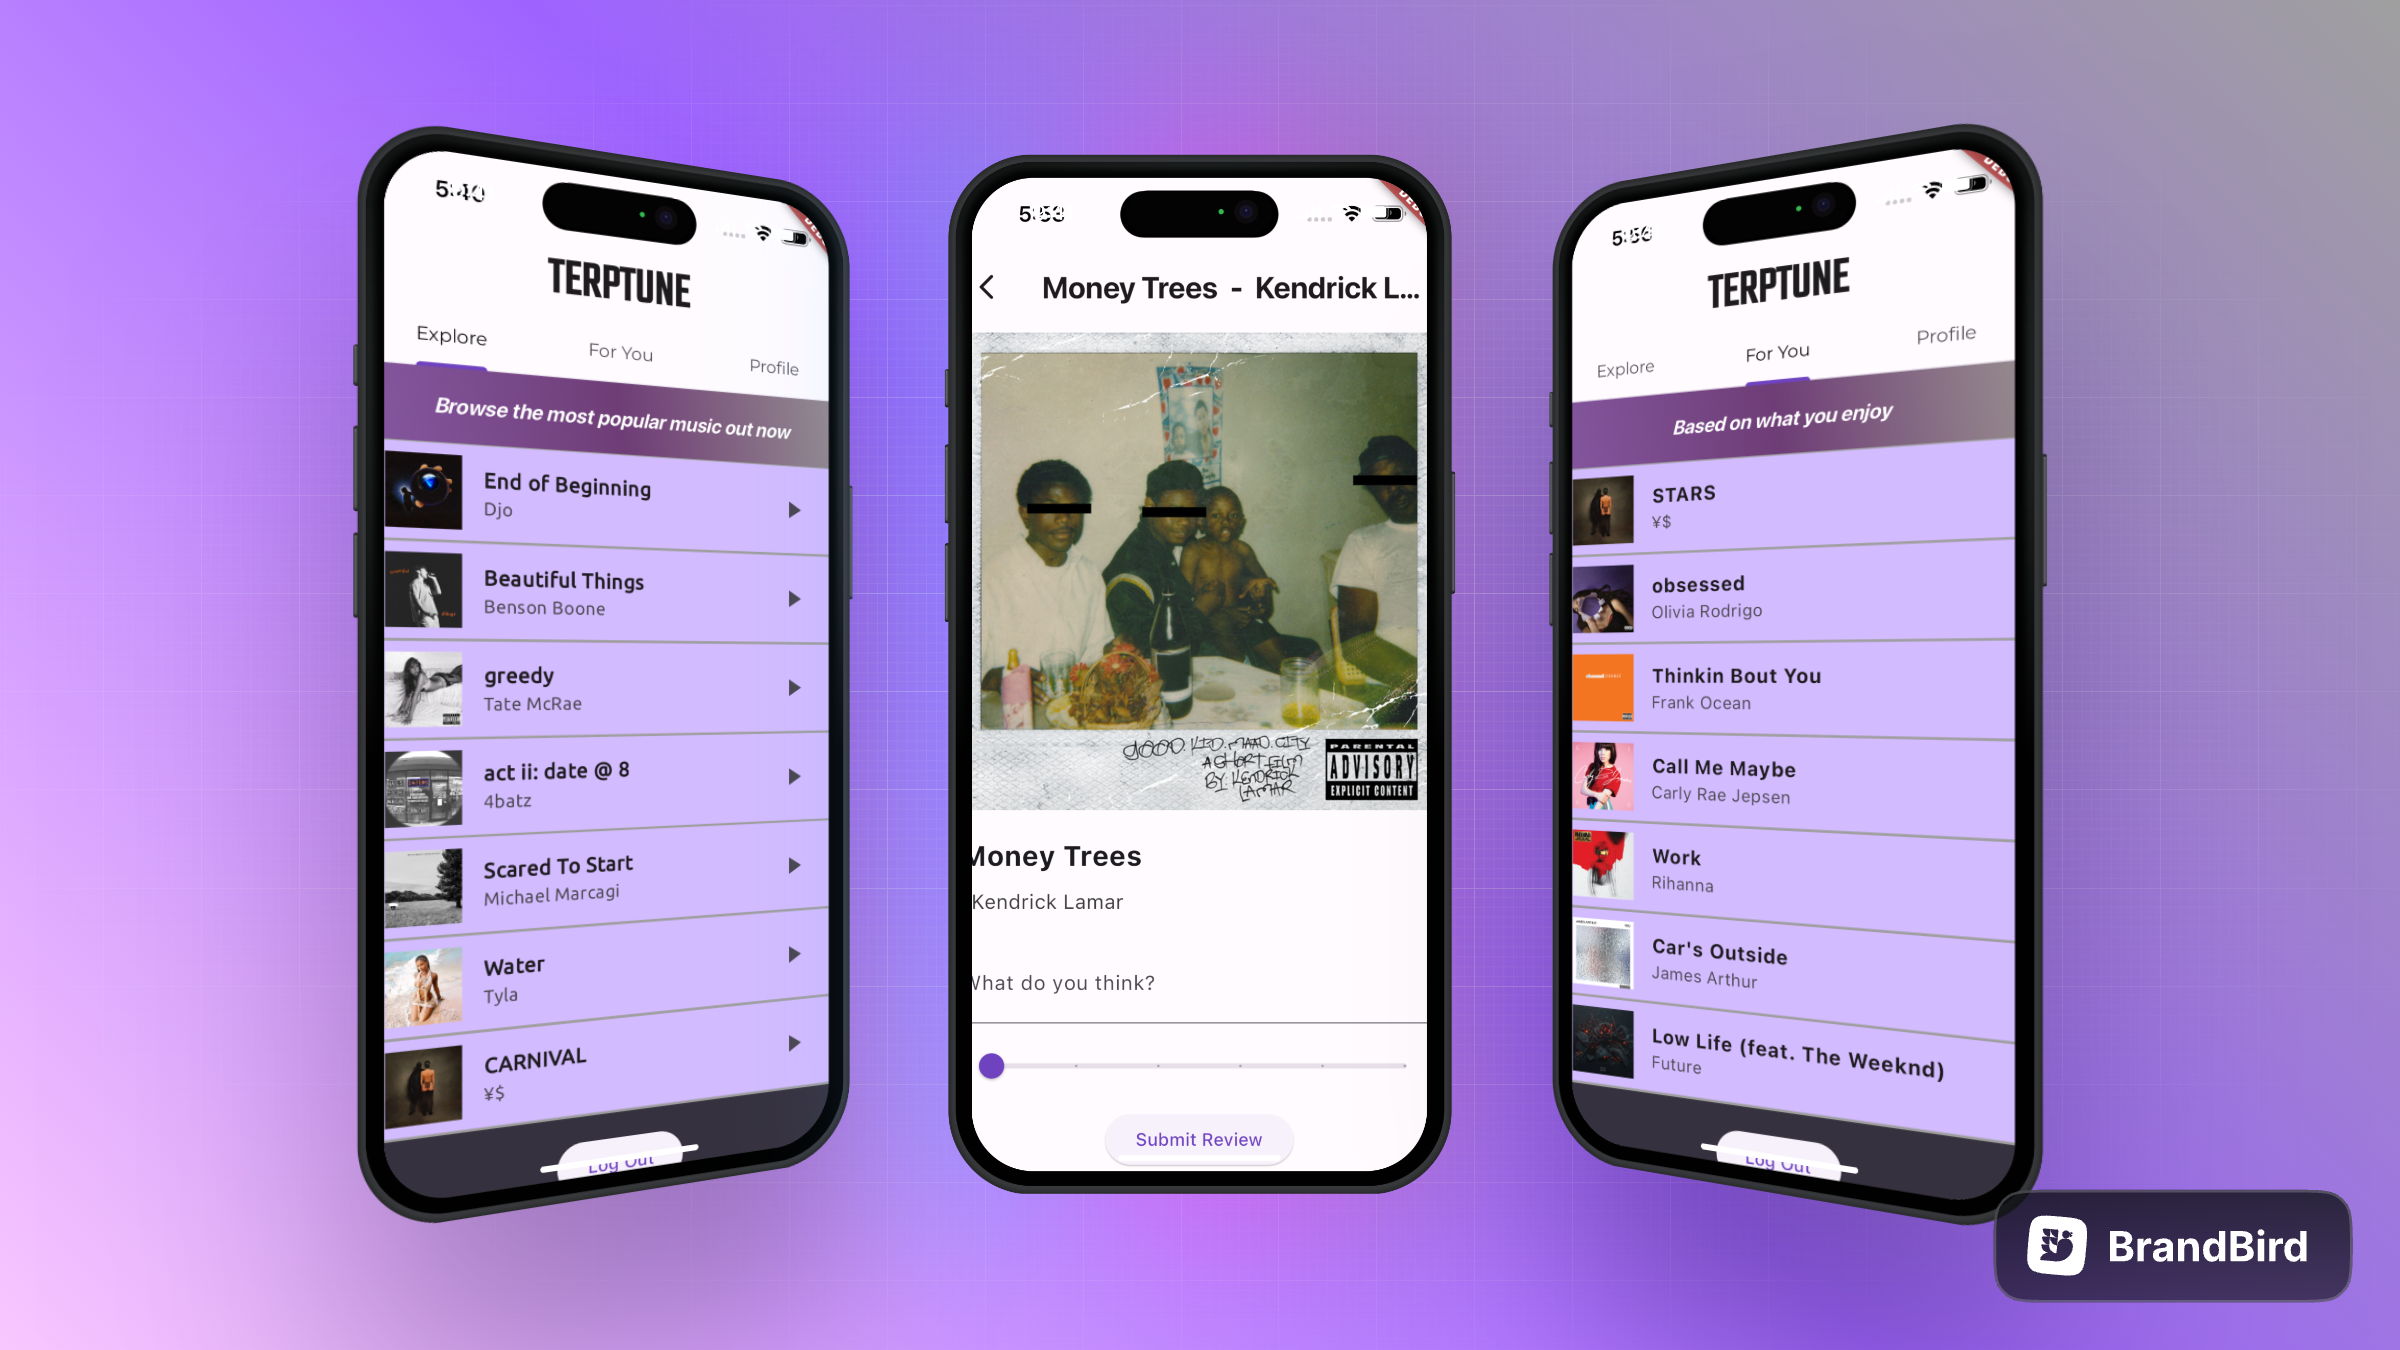 5:40
TERPTUNE
Explore
For You
Profile
Browse the most popular music out now
End of Beginning
Djo
Beautiful Things
Benson Boone
greedy
Tate McRae
act ii: date @ 8
4batz
Scared To Start
Michael Marcagi
Water
Tyla
CARNIVAL
¥$
Log Out
Money Trees - Kendrick L...
good kid, m.A.A.d city
A SHORT FILM
BY KENDRICK
LAMAR
PARENTAL
ADVISORY
EXPLICIT CONTENT
Money Trees
Kendrick Lamar
What do you think?
Submit Review
TERPTUNE
Explore
For You
Profile
Based on what you enjoy
STARS
¥$
obsessed
Olivia Rodrigo
Thinkin Bout You
Frank Ocean
Call Me Maybe
Carly Rae Jepsen
Work
Rihanna
Car's Outside
James Arthur
Low Life (feat. The Weeknd)
Future
Log Out
BrandBird